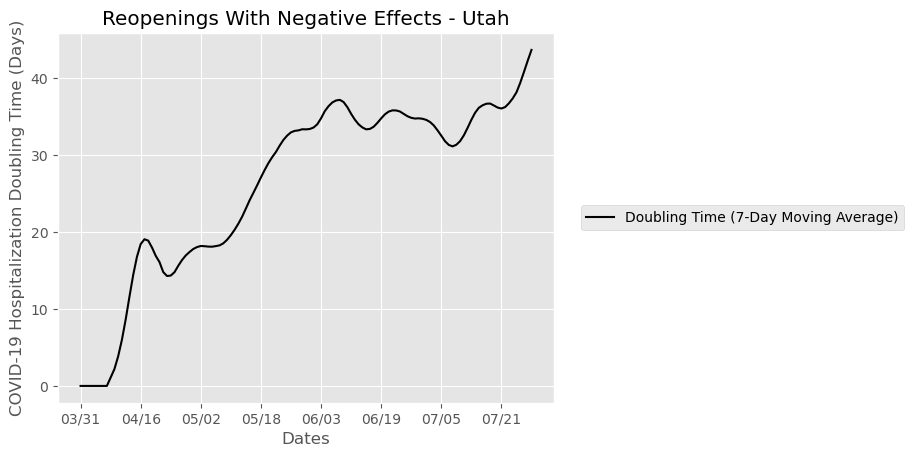 Reopenings With Negative Effects - Utah
COVID-19 Hospitalization Doubling Time (Days)
40
30
20
10
0
03/31 04/16 05/02 05/18 06/03 06/19 07/05 07/21
Dates
Doubling Time (7-Day Moving Average)